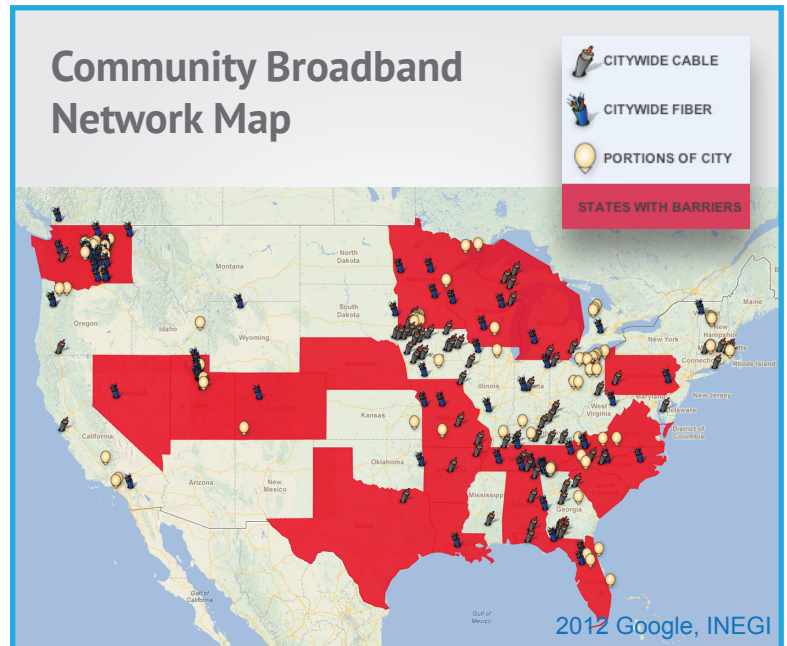 Community Broadband
Network Map
CITYWIDE CABLE
CITYWIDE FIBER
PORTIONS OF CITY
STATES WITH BARRIERS
Montana
North
Dakota
Maine
South
Dakota
Oregon
Idaho
Wyoming
New York
New
Hampshire
Rhode Island
Illinois
New Jersey
Maryland
Delaware
District of
Columbia
West
Virginia
Kansas
California
Oklahoma
Arizona
New
Mexico
Mississipp
Georgia
Texas
Gulf of
California
Gulf of
Mexico
2012 Google, INEGI